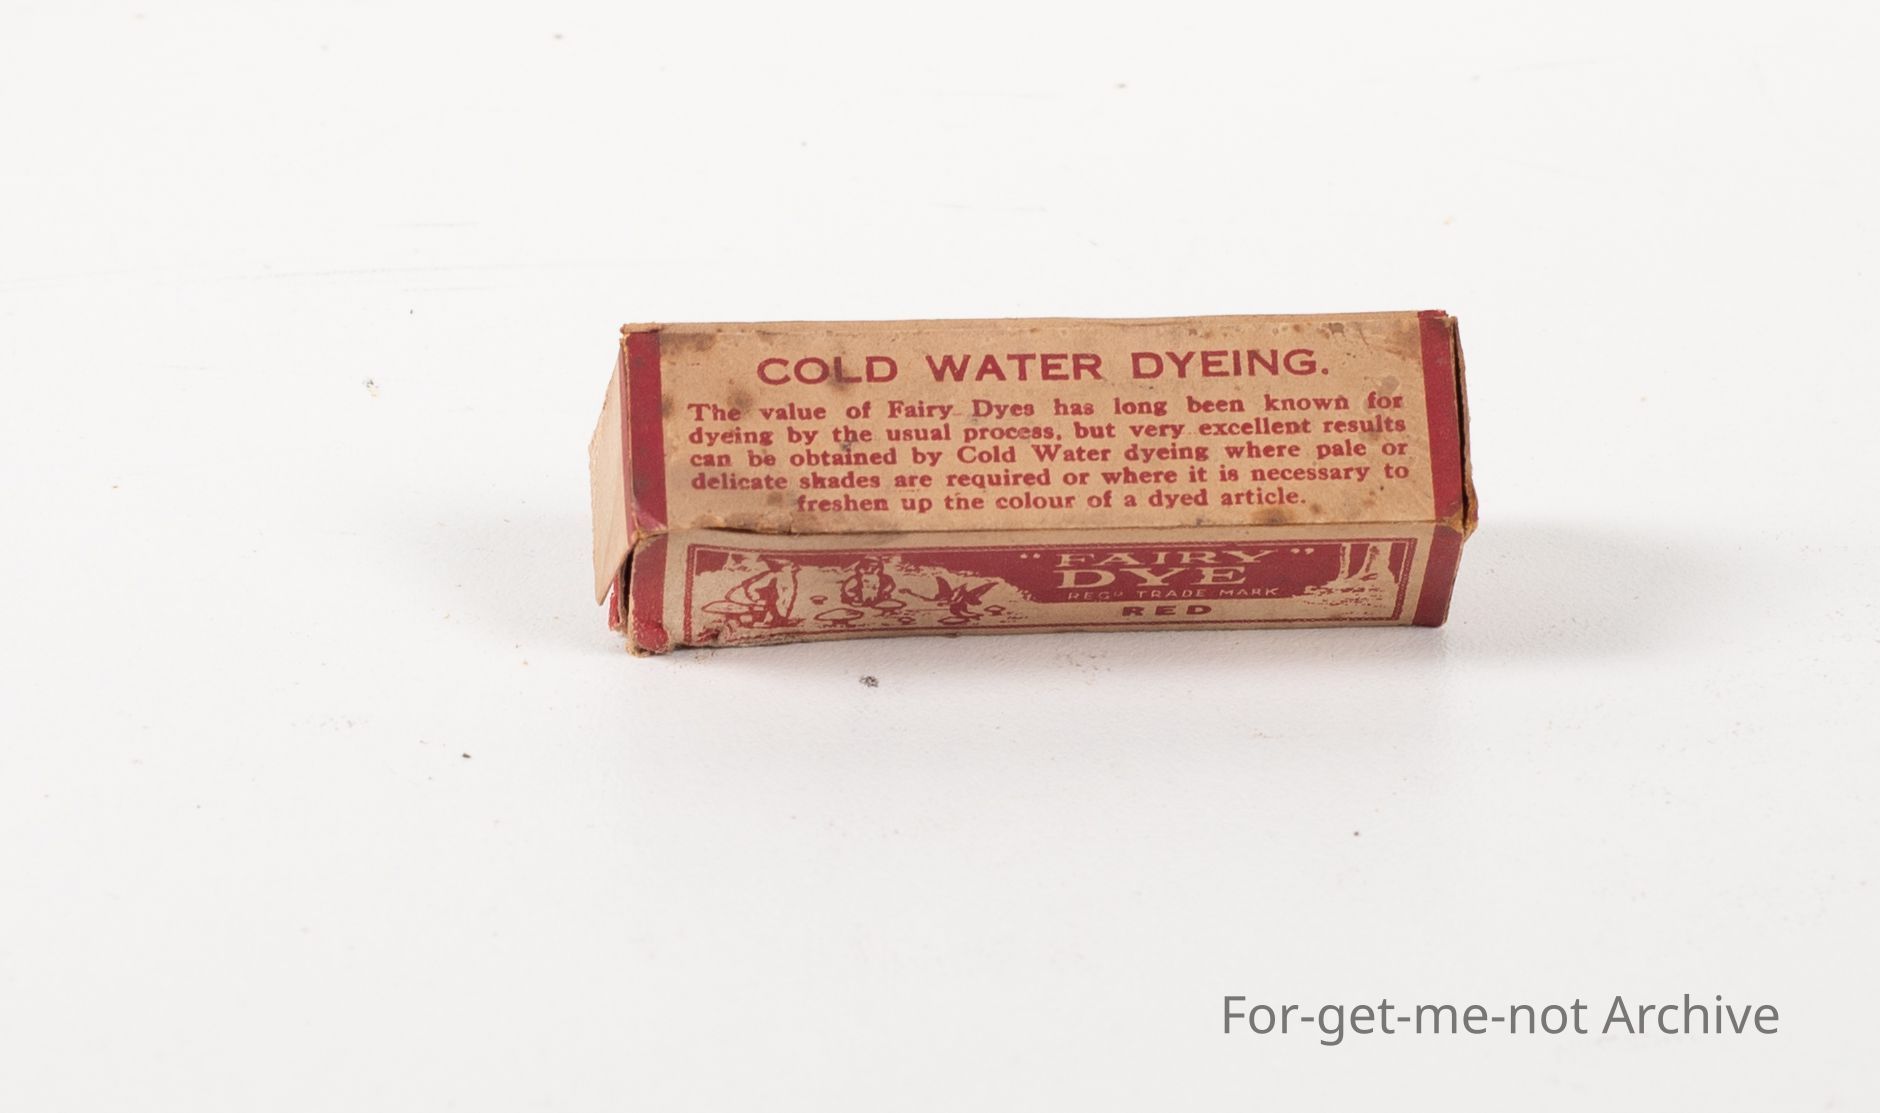 COLD WATER DYEING.
The value of Fairy Dyes has long been known for
dyeing by the usual process, but very excellent results
can be obtained by Cold Water dyeing where pale or
delicate shades are required or where it is necessary to
freshen up the colour of a dyed article.
"FAIRY"
DYE
REGD TRADE MARK
RED
For-get-me-not Archive